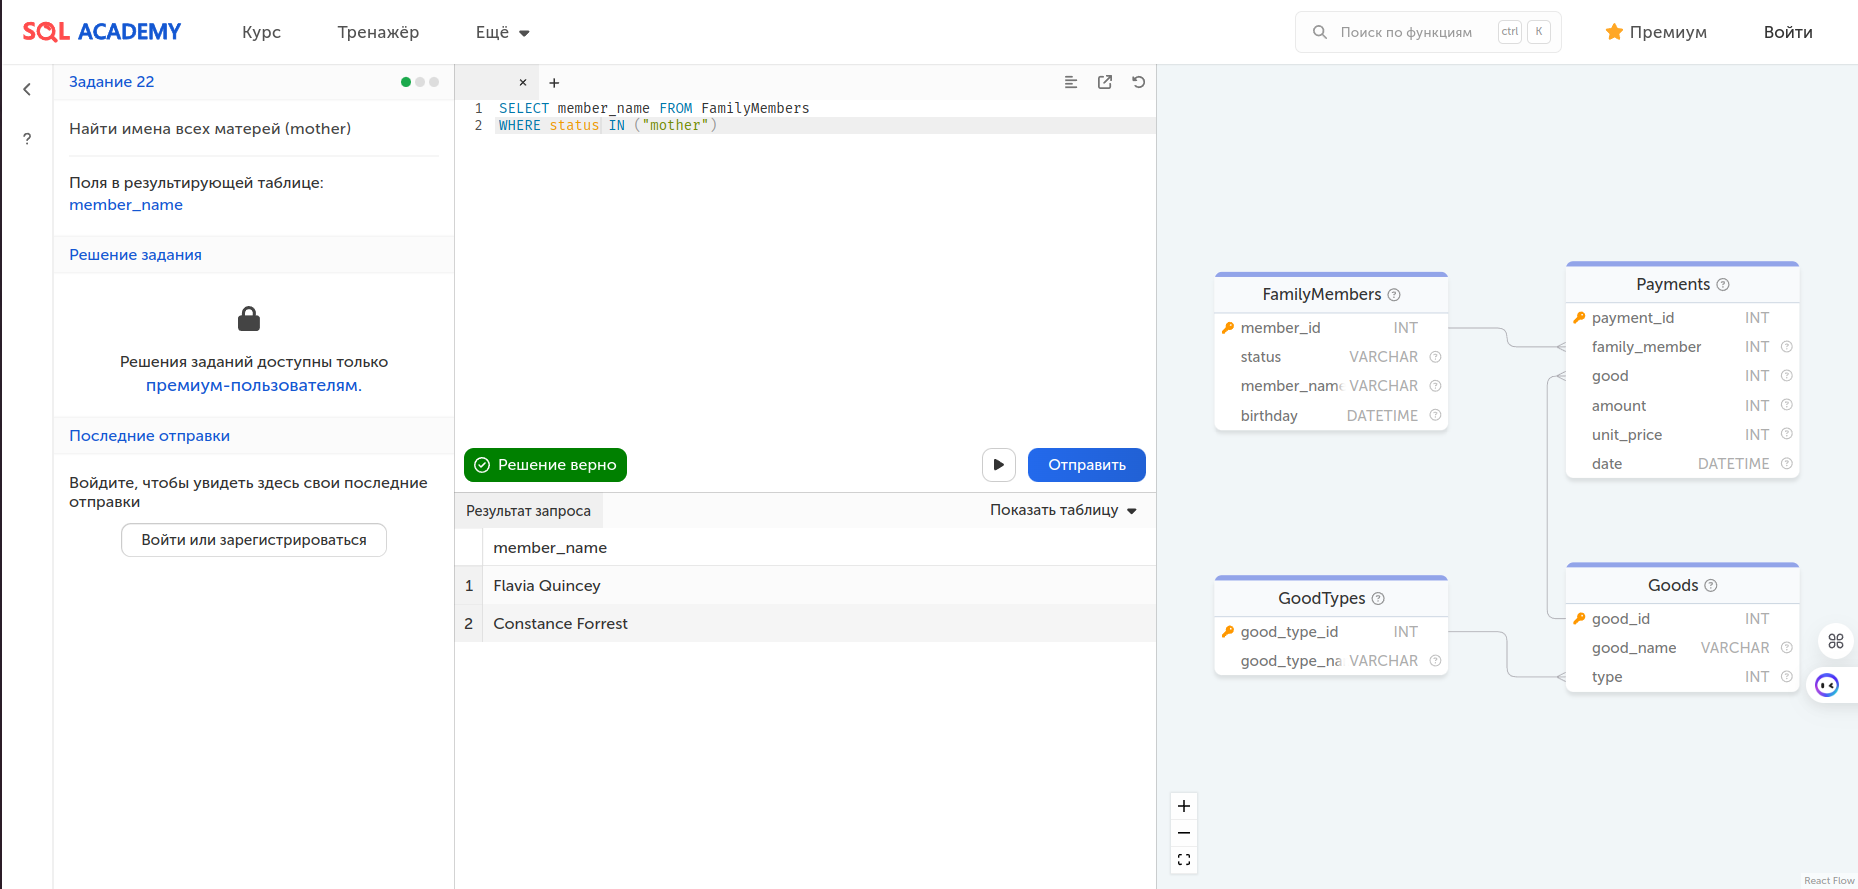 SQL ACADEMY
Курс
Тренажёр
Ещё
Поиск по функциям
ctrl
K
Премиум
Войти
?
Задание 22
Найти имена всех матерей (mother)
Поля в результирующей таблице:
member_name
Решение задания
Решения заданий доступны только
премиум-пользователям.
Последние отправки
Войдите, чтобы увидеть здесь свои последние
отправки
Войти или зарегистрироваться
1 SELECT member_name FROM FamilyMembers
2 WHERE status IN ("mother")
Решение верно
Отправить
Результат запроса
Показать таблицу
member_name
1 Flavia Quincey
2 Constance Forrest
FamilyMembers
member_id INT
status VARCHAR
member_name VARCHAR
birthday DATETIME
Payments
payment_id INT
family_member INT
good INT
amount INT
unit_price INT
date DATETIME
GoodTypes
good_type_id INT
good_type_na VARCHAR
Goods
good_id INT
good_name VARCHAR
type INT
React Flow